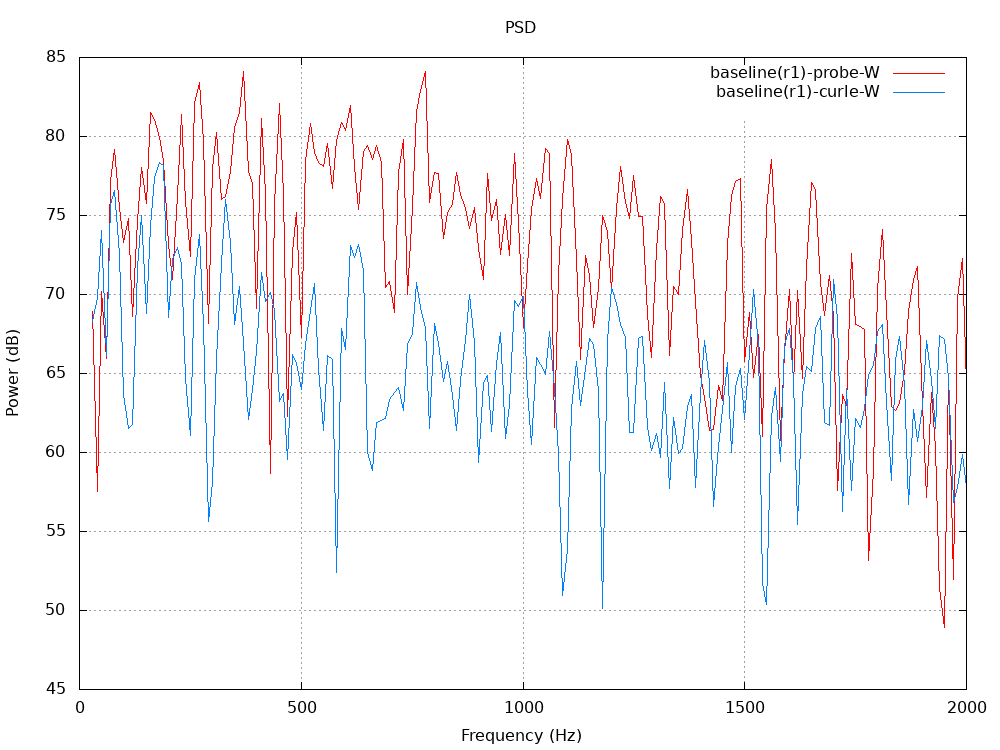 PSD
85
80
75
70
65
60
55
50
45
Power (dB)
baseline(r1)-probe-W
baseline(r1)-curle-W
0 500 1000 1500 2000
Frequency (Hz)